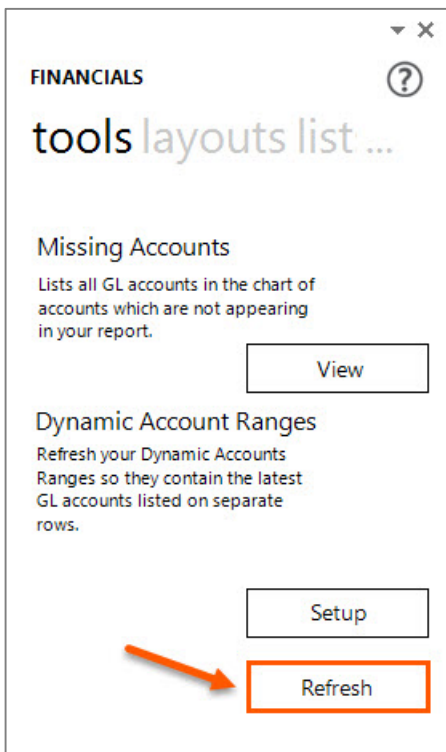 FINANCIALS
?
tools layouts list ...
Missing Accounts
Lists all GL accounts in the chart of
accounts which are not appearing
in your report.
View
Dynamic Account Ranges
Refresh your Dynamic Accounts
Ranges so they contain the latest
GL accounts listed on separate
rows.
Setup
Refresh